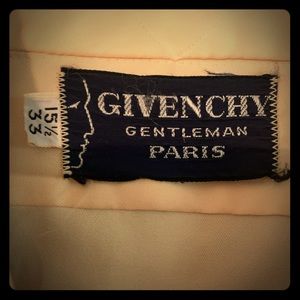 GIVENCHY
GENTLEMAN
PARIS
15½
33